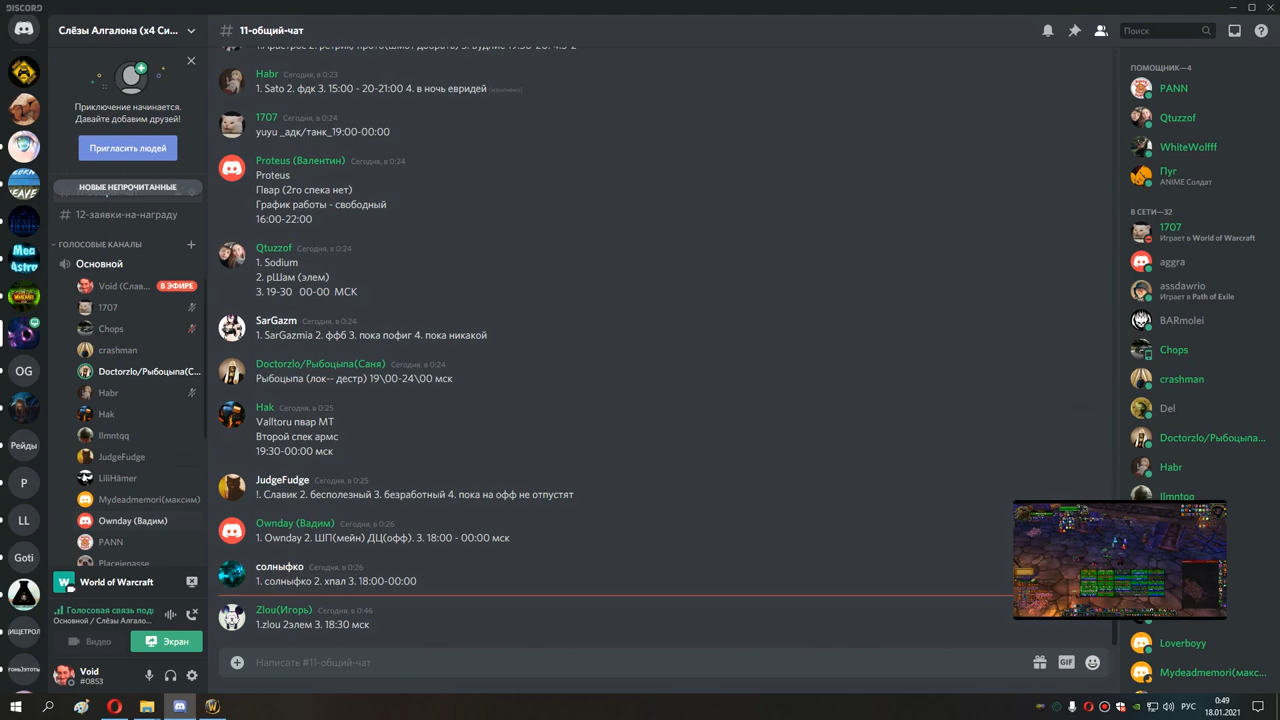 DISCORD
Слёзы Алгалона (x4 Си...
11-общий-чат
Поиск
Приключение начинается.
Давайте добавим друзей!
Пригласить людей
НОВЫЕ НЕПРОЧИТАННЫЕ
12-заявки-на-награду
ГОЛОСОВЫЕ КАНАЛЫ
Основной
Void (Слав...
В ЭФИРЕ
1707
Chops
crashman
Doctorzlo/Рыбоцыпа(С...
Habr
Hak
Ilmntqq
JudgeFudge
LiliHämer
Mydeadmemori(максим)
Ownday (Вадим)
PANN
Placeiepasse
World of Warcraft
Голосовая связь подк
Основной / Слёзы Алгало...
Видео
Экран
Void
#0853
OG
Рейды
P
LL
Goti
Mea
Astro
Habr Сегодня, в 0:23
1. Sato 2. фдк 3. 15:00 - 20-21:00 4. в ночь евридей (изменено)
1707 Сегодня, в 0:24
yuyu _адк/танк_19:00-00:00
Proteus (Валентин) Сегодня, в 0:24
Proteus
Пвар (2го спека нет)
График работы - свободный
16:00-22:00
Qtuzzof Сегодня, в 0:24
1. Sodium
2. рШам (элем)
3. 19-30 00-00 МСК
SarGazm Сегодня, в 0:24
1. SarGazmia 2. ффб 3. пока пофиг 4. пока никакой
Doctorzlo/Рыбоцыпа(Саня) Сегодня, в 0:24
Рыбоцыпа (лок-- дестр) 19\00-24\00 мск
Hak Сегодня, в 0:25
Valltoru пвар МТ
Второй спек армс
19:30-00:00 мск
JudgeFudge Сегодня, в 0:25
!. Славик 2. бесполезный 3. безработный 4. пока на офф не отпустят
Ownday (Вадим) Сегодня, в 0:26
1. Ownday 2. ШП(мейн) ДЦ(офф). 3. 18:00 - 00:00 мск
солныфко Сегодня, в 0:26
1. солныфко 2. хпал 3. 18:00-00:00
Zlou(Игорь) Сегодня, в 0:46
1.zlou 2элем 3. 18:30 мск
Написать #11-общий-чат
GIF
ПОМОЩНИК—4
PANN
Qtuzzof
WhiteWolfff
Пуг
ANIME Солдат
В СЕТИ—32
1707
Играет в World of Warcraft
aggra
assdawrio
Играет в Path of Exile
BARmolei
Chops
crashman
Del
Doctorzlo/Рыбоцыпа...
Habr
Ilmntqq
Loverboyy
Mydeadmemori(макс...
РУС
0:49
18.01.2021